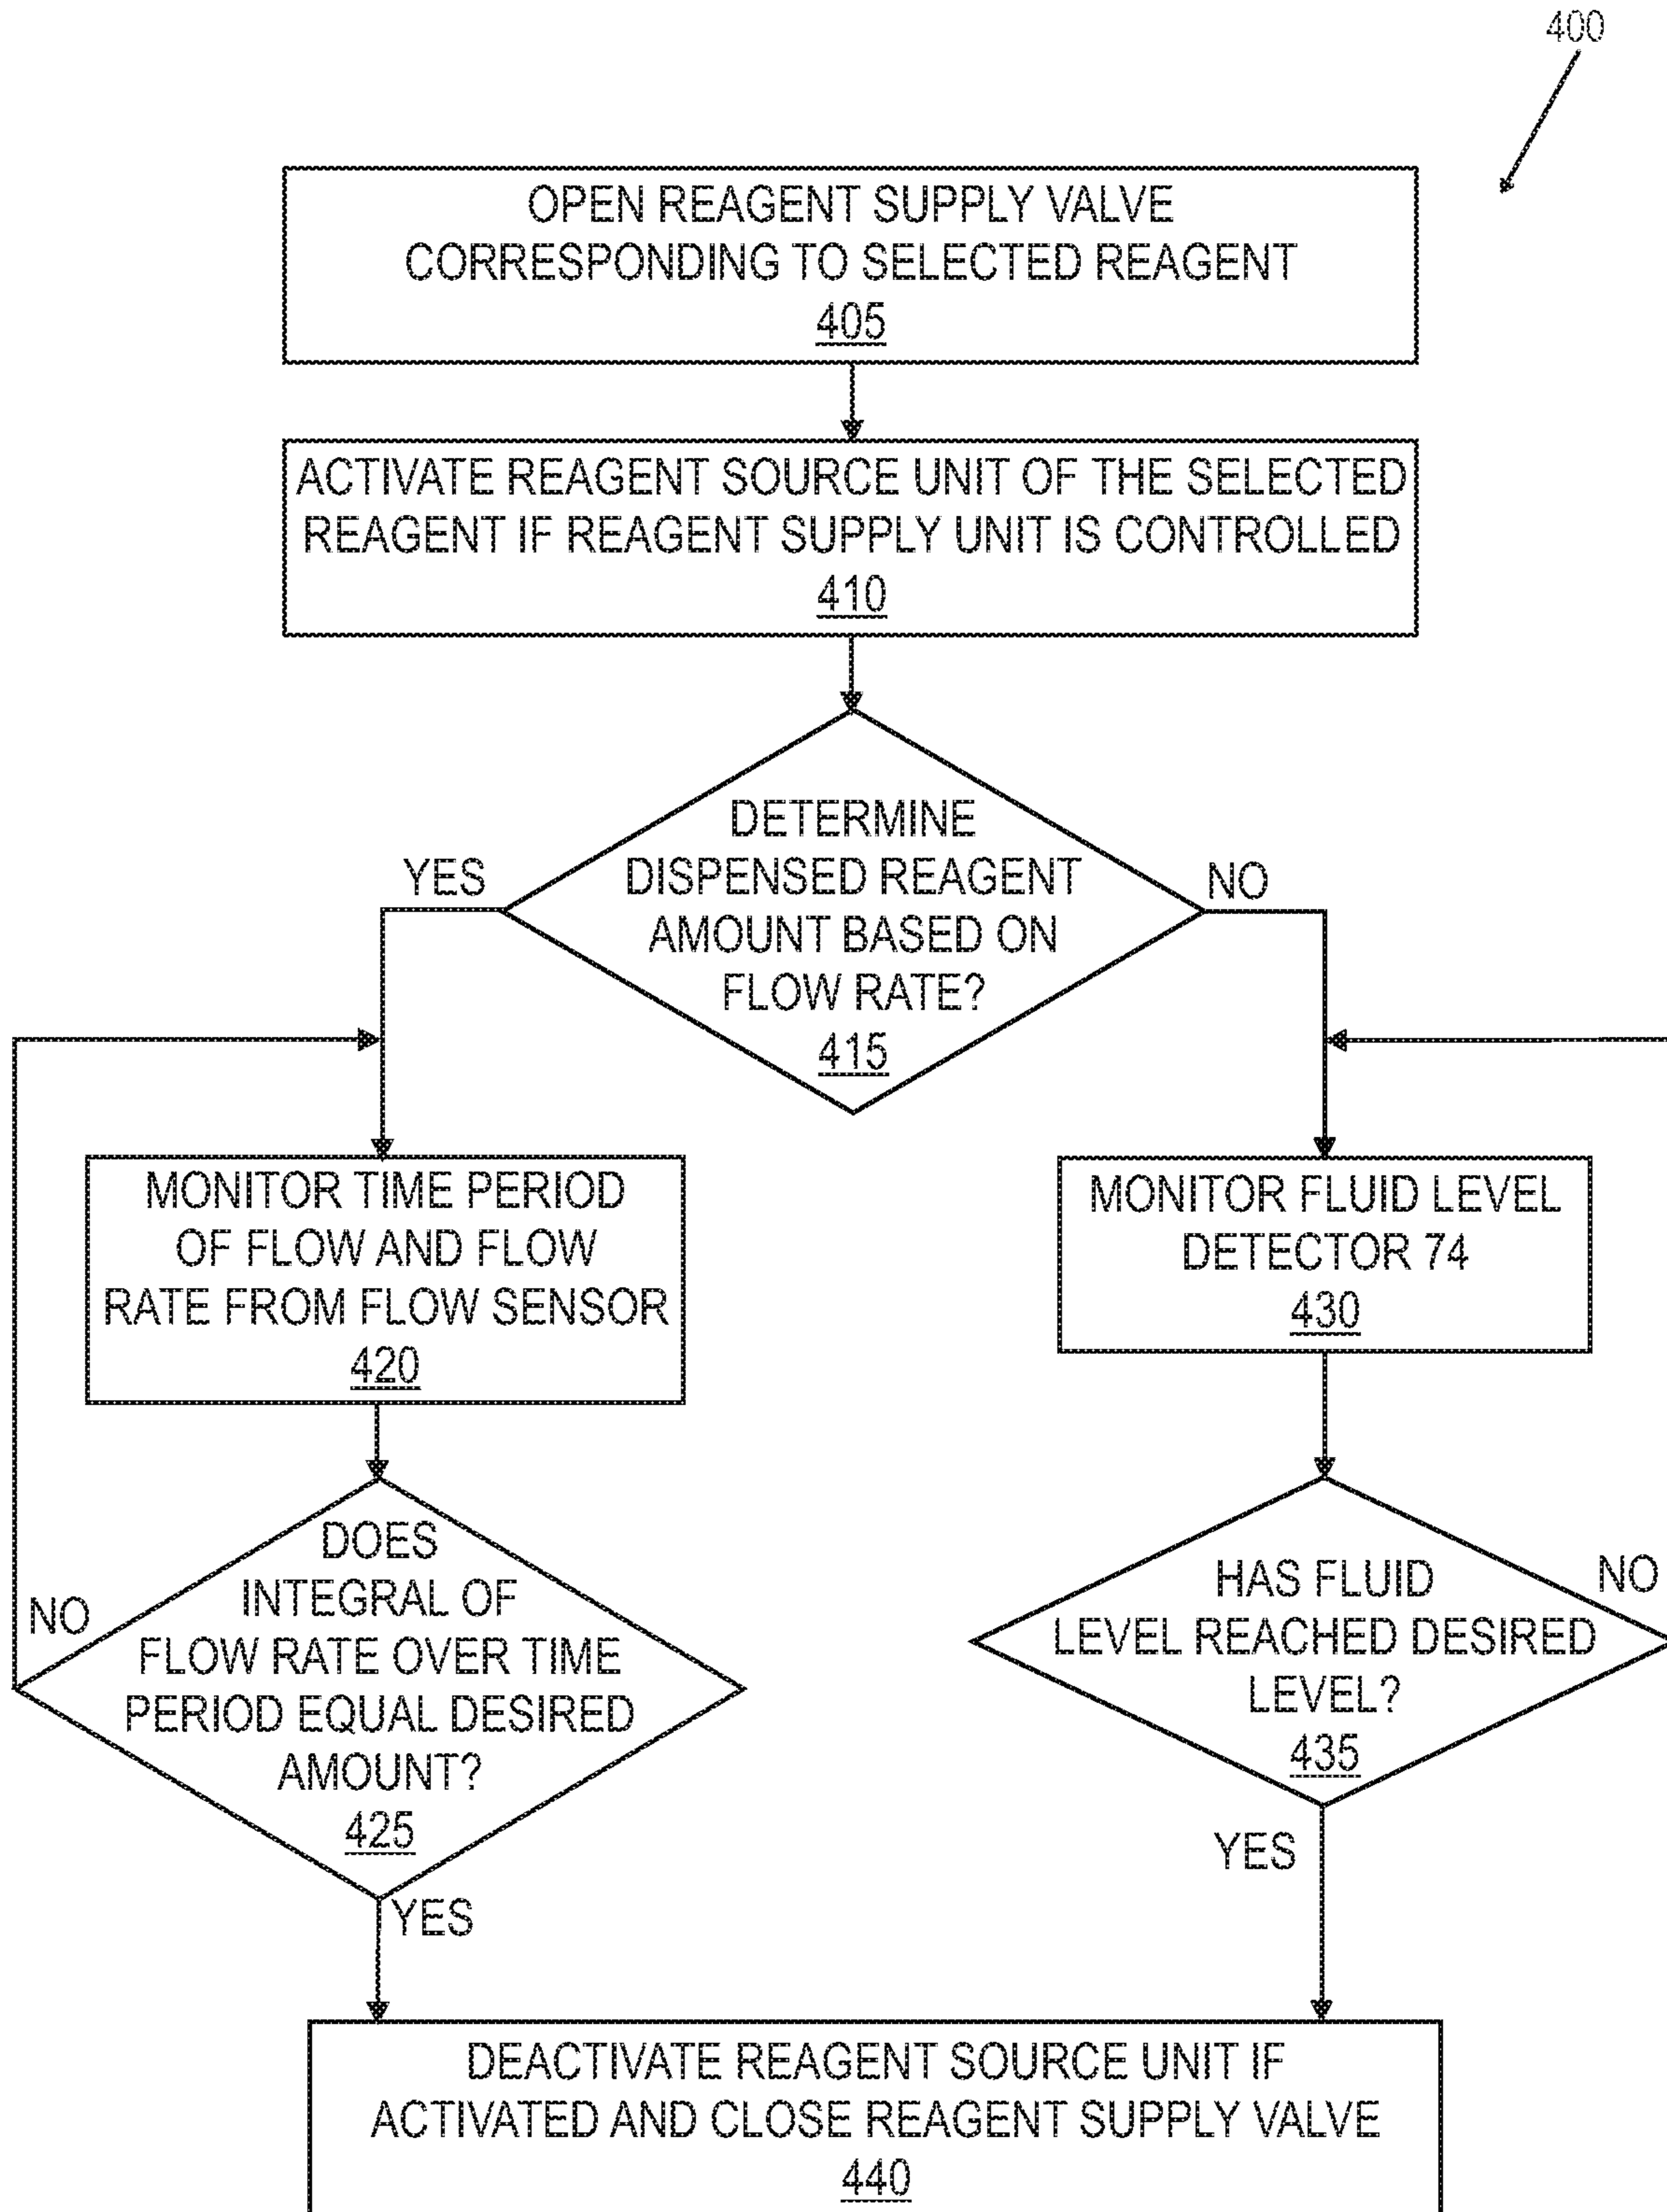 400
OPEN REAGENT SUPPLY VALVE
CORRESPONDING TO SELECTED REAGENT
405
ACTIVATE REAGENT SOURCE UNIT OF THE SELECTED
REAGENT IF REAGENT SUPPLY UNIT IS CONTROLLED
410
DETERMINE
DISPENSED REAGENT
AMOUNT BASED ON
FLOW RATE?
415
YES
NO
MONITOR TIME PERIOD
OF FLOW AND FLOW
RATE FROM FLOW SENSOR
420
MONITOR FLUID LEVEL
DETECTOR 74
430
DOES
INTEGRAL OF
FLOW RATE OVER TIME
PERIOD EQUAL DESIRED
AMOUNT?
425
NO
YES
HAS FLUID
LEVEL REACHED DESIRED
LEVEL?
435
NO
YES
DEACTIVATE REAGENT SOURCE UNIT IF
ACTIVATED AND CLOSE REAGENT SUPPLY VALVE
440